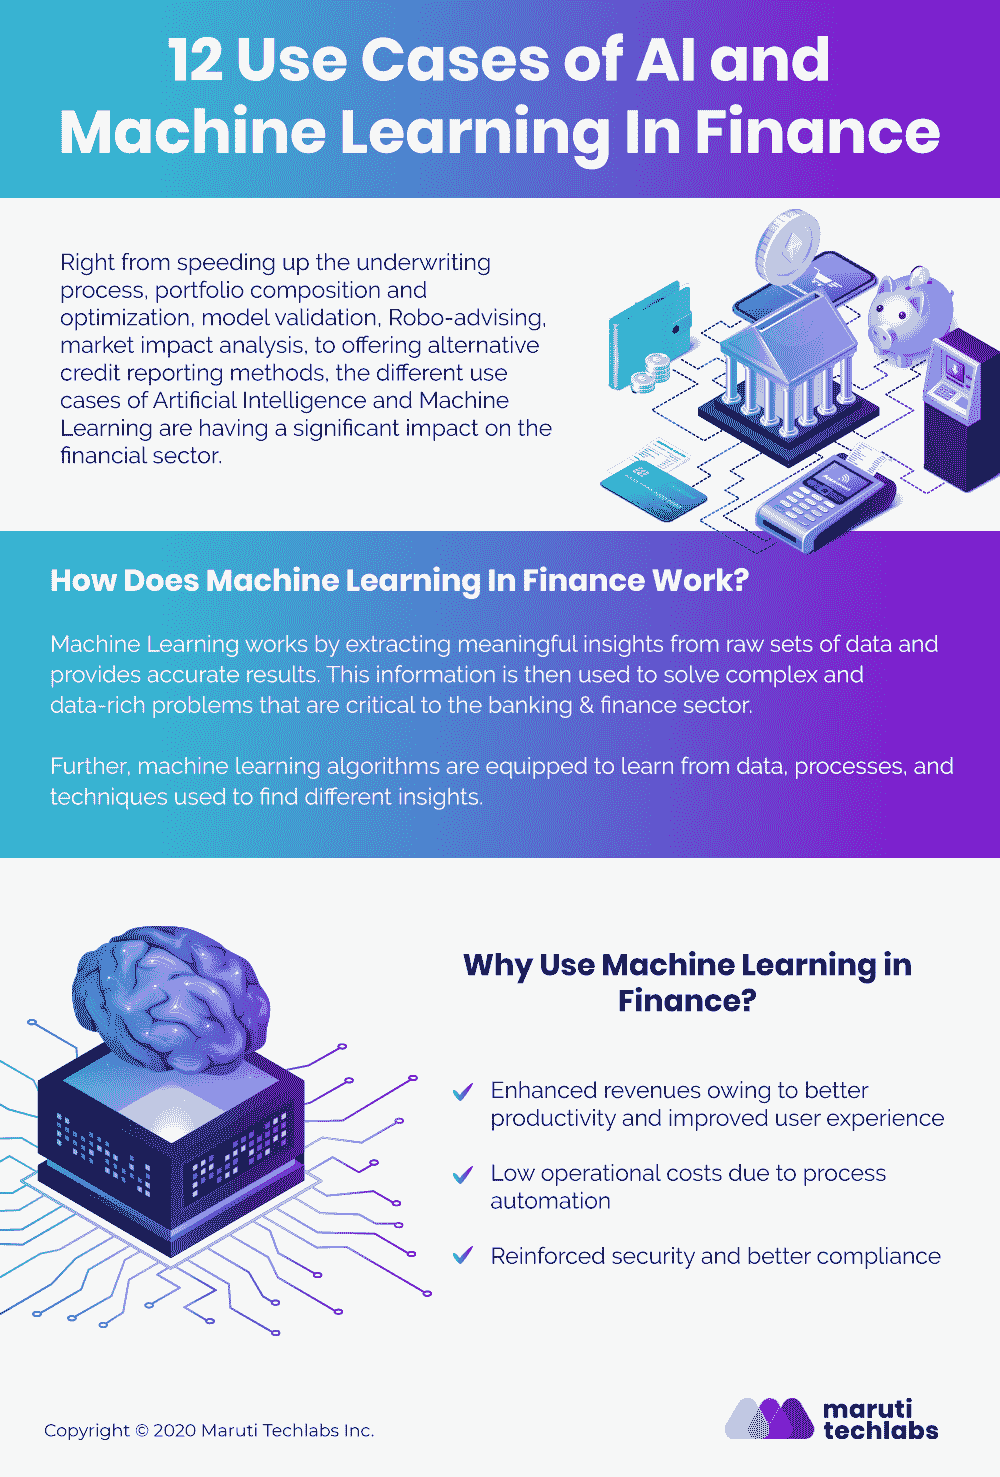 12 Use Cases of AI and
Machine Learning In Finance
Right from speeding up the underwriting
process, portfolio composition and
optimization, model validation, Robo-advising,
market impact analysis, to offering alternative
credit reporting methods, the different use
cases of Artificial Intelligence and Machine
Learning are having a significant impact on the
financial sector.
How Does Machine Learning In Finance Work?
Machine Learning works by extracting meaningful insights from raw sets of data and
provides accurate results. This information is then used to solve complex and
data-rich problems that are critical to the banking & finance sector.
Further, machine learning algorithms are equipped to learn from data, processes, and
techniques used to find different insights.
Why Use Machine Learning in
Finance?
Enhanced revenues owing to better
productivity and improved user experience
Low operational costs due to process
automation
Reinforced security and better compliance
Copyright © 2020 Maruti Techlabs Inc.
maruti
techlabs